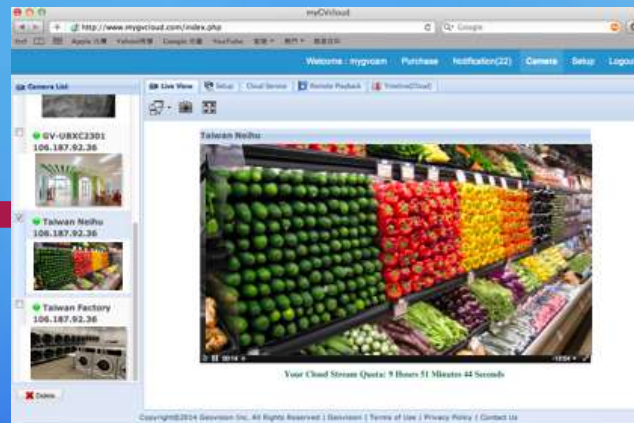 myGVcloud
http://www.mygvcloud.com/index.php
Google
YouTube
Welcome : mygvcam Purchase Notification(22) Camera Setup Logout
Camera List
Live View Setup Cloud Service Remote Playback Timeline(Cloud)
GV-UBXC2301
106.187.92.36
Taiwan Neihu
106.187.92.36
Taiwan Factory
106.187.92.36
Delete
Taiwan Neihu
00:14
Your Cloud Stream Quota: 9 Hours 51 Minutes 44 Seconds
Copyright©2014 Geovision Inc. All Rights Reserved | Geovision | Terms of Use | Privacy Policy | Contact Us